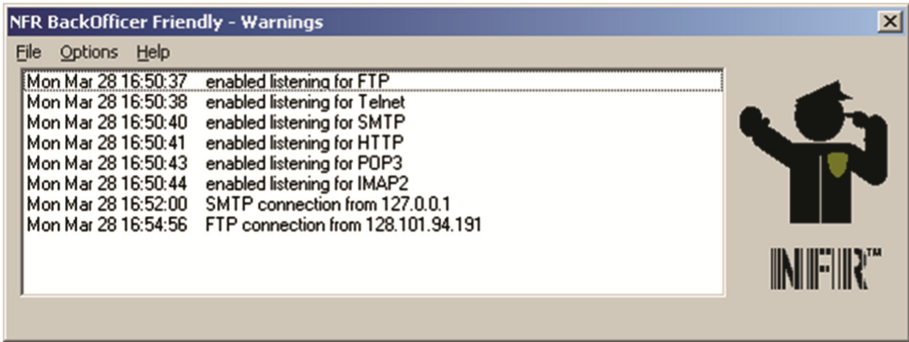 NFR BackOfficer Friendly - Warnings
File Options Help
Mon Mar 28 16:50:37 enabled listening for FTP
Mon Mar 28 16:50:38 enabled listening for Telnet
Mon Mar 28 16:50:40 enabled listening for SMTP
Mon Mar 28 16:50:41 enabled listening for HTTP
Mon Mar 28 16:50:43 enabled listening for POP3
Mon Mar 28 16:50:44 enabled listening for IMAP2
Mon Mar 28 16:52:00 SMTP connection from 127.0.0.1
Mon Mar 28 16:54:56 FTP connection from 128.101.94.191
NFR™